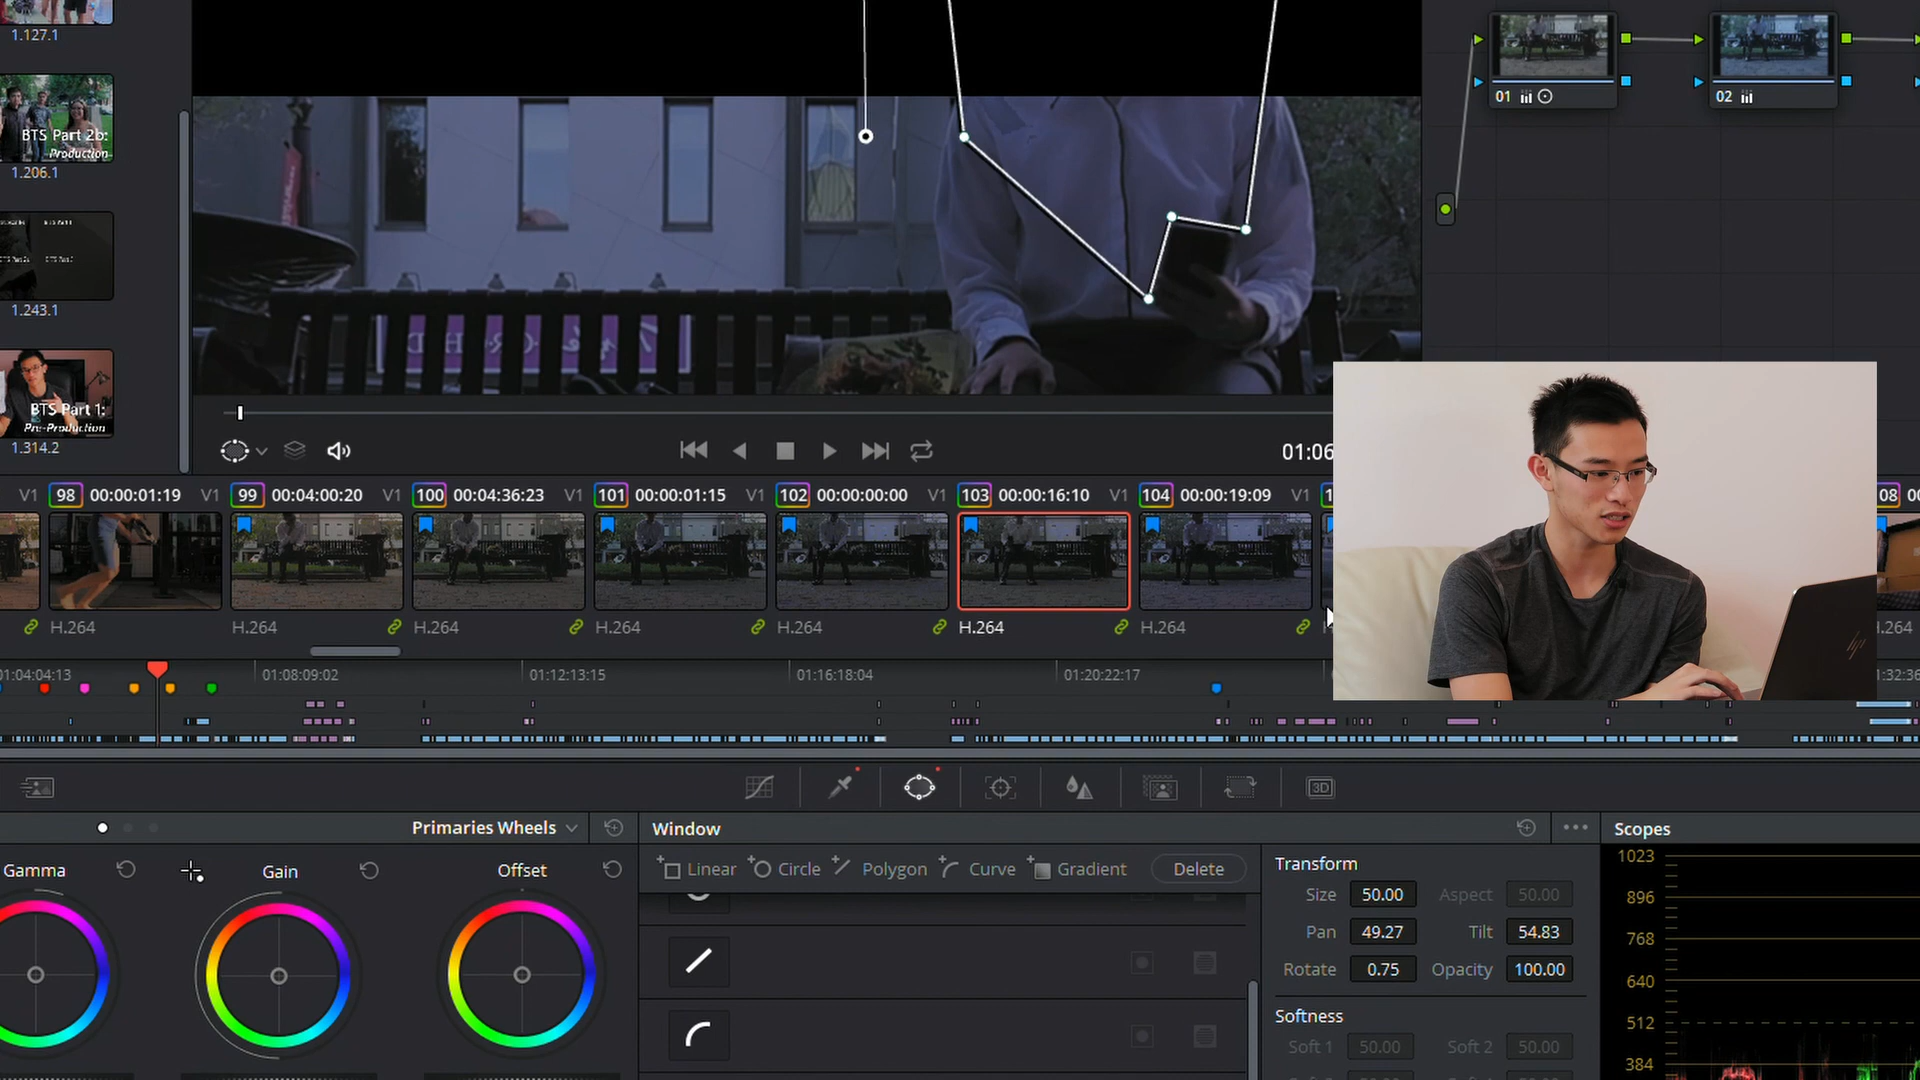 1.127.1
BTS Part 2b:
Production
1.206.1
1.243.1
BTS Part 1:
Pre-Production
1.314.2
01
02
01:06
V1 98 00:00:01:19 V1 99 00:04:00:20 V1 100 00:04:36:23 V1 101 00:00:01:15 V1 102 00:00:00:00 V1 103 00:00:16:10 V1 104 00:00:19:09 V1
08
H.264 H.264 H.264 H.264 H.264 H.264 H.264
.264
01:04:04:13 01:08:09:02 01:12:13:15 01:16:18:04 01:20:22:17 1:32:36
3D
hp
Primaries Wheels
Window
Scopes
Gamma Gain Offset
Linear Circle Polygon Curve Gradient Delete
Transform
Size 50.00 Aspect 50.00
Pan 49.27 Tilt 54.83
Rotate 0.75 Opacity 100.00
Softness
Soft 1 50.00 Soft 2 50.00
1023
896
768
640
512
384